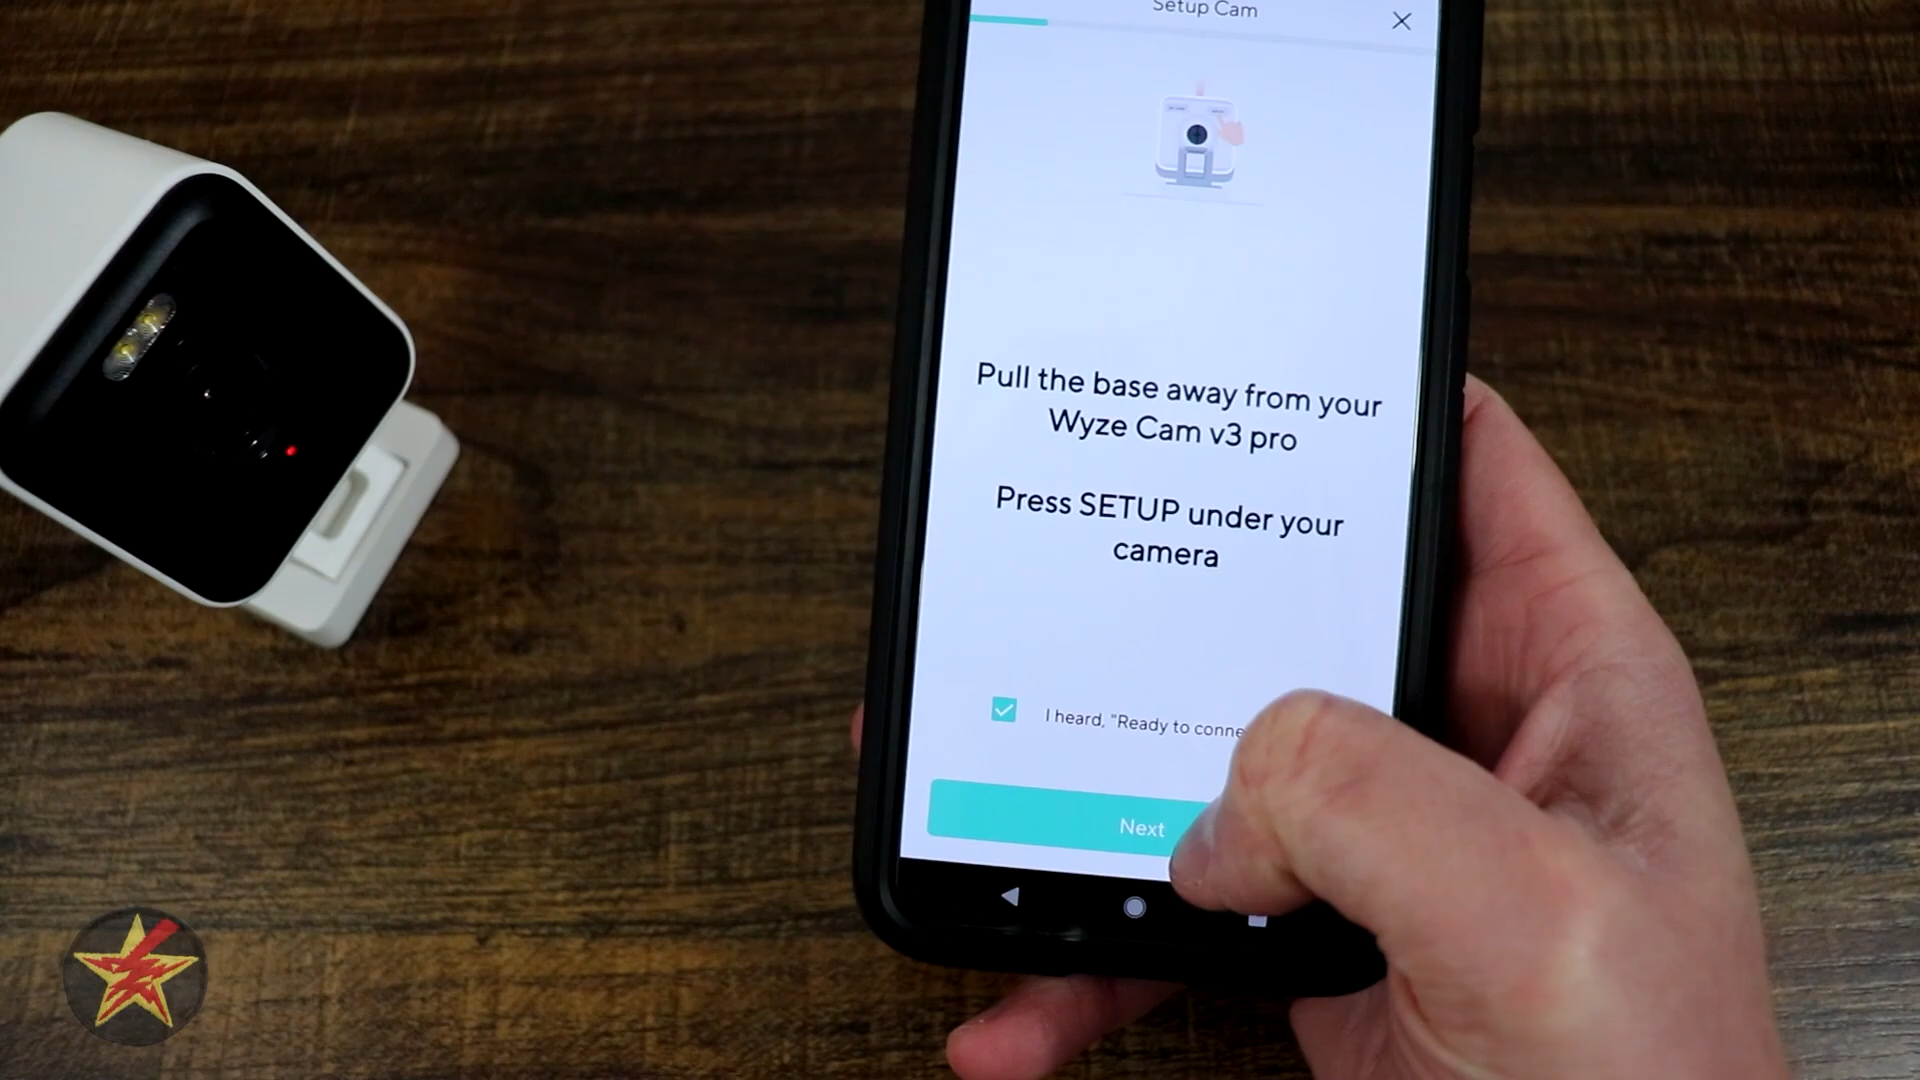 Setup Cam
Pull the base away from your
Wyze Cam v3 pro
Press SETUP under your
camera
I heard, "Ready to conne
Next